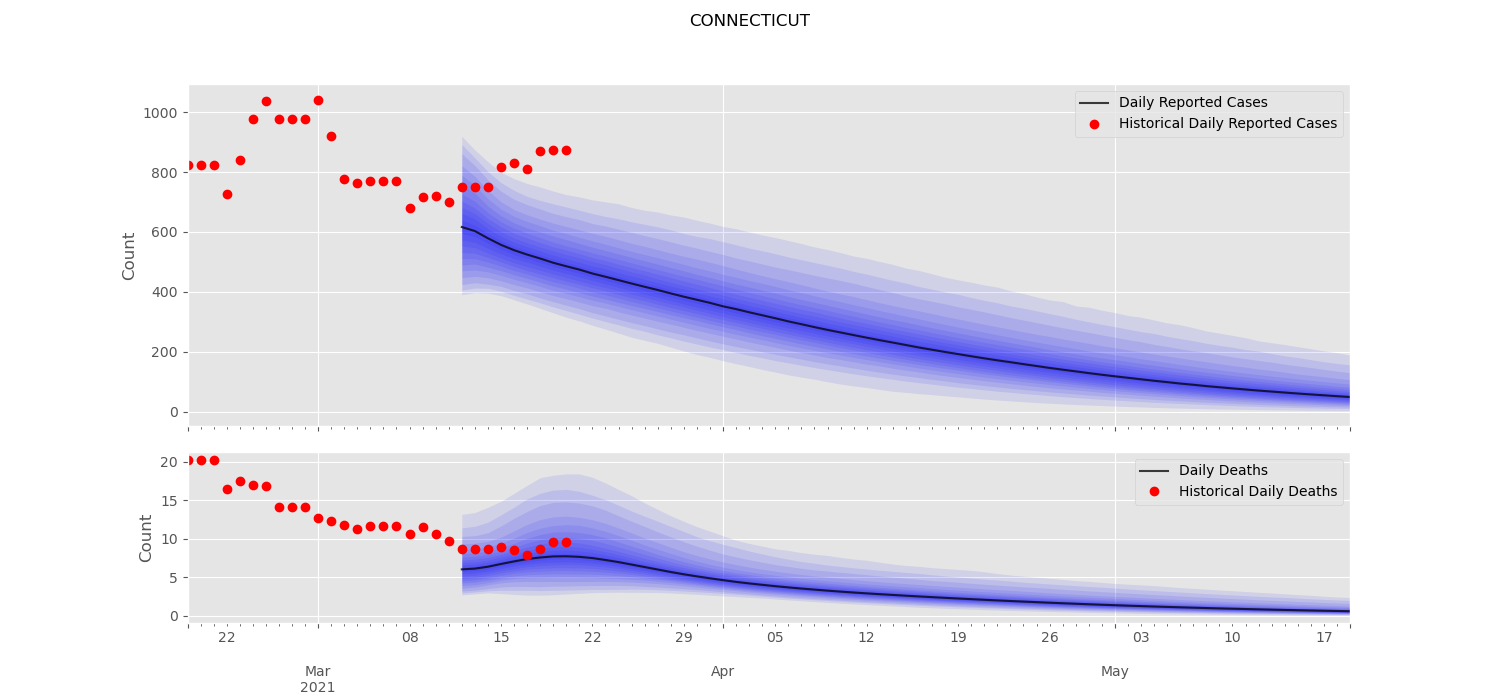 CONNECTICUT
Daily Reported Cases
Historical Daily Reported Cases
1000
800
600
400
200
0
Count
Daily Deaths
Historical Daily Deaths
20
15
10
5
0
Count
22 08 15 22 29 05 12 19 26 03 10 17
Mar Apr May
2021